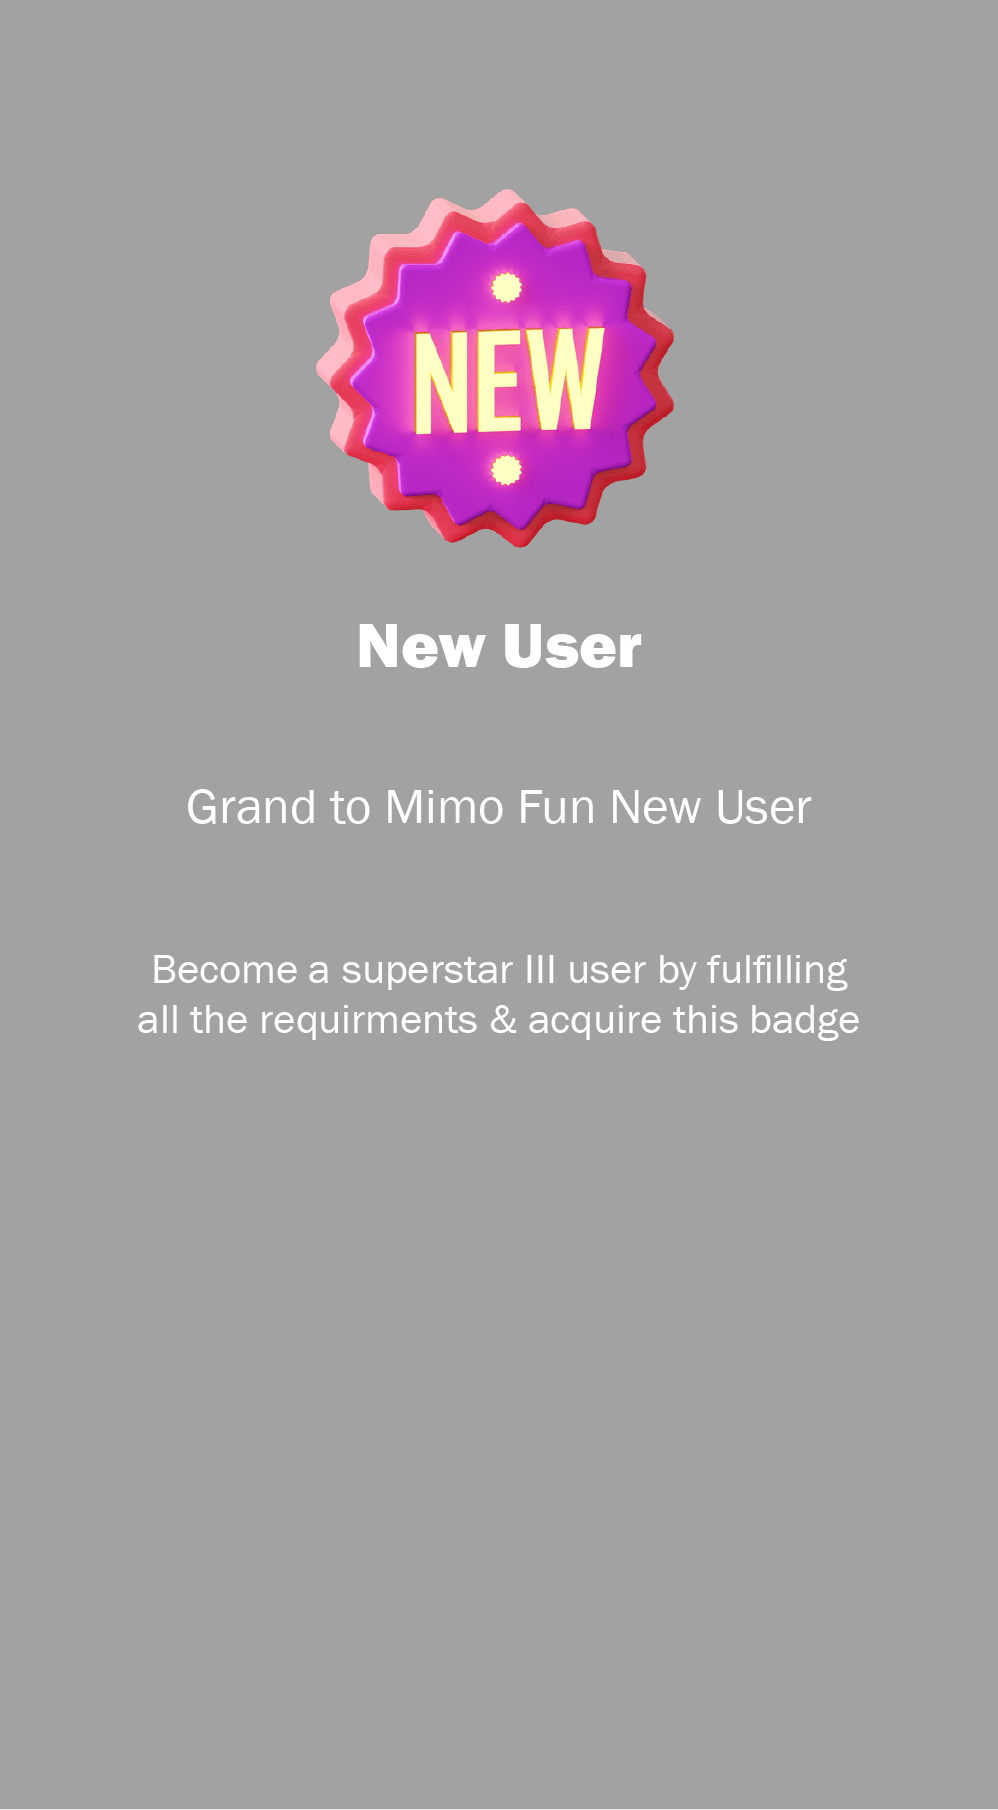 NEW
New User
Grand to Mimo Fun New User
Become a superstar III user by fulfilling
all the requirments & acquire this badge